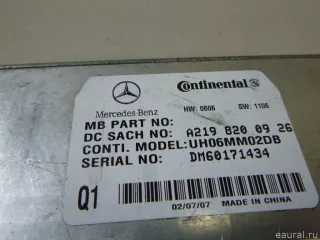 Mercedes-Benz
Continental
HW: 0606 SW: 1106
MB PART NO:
DC SACH NO: A219 820 09 26
CONTI. MODEL: UH06MM02DB
SERIAL NO: DM60171434
Q1
02/07/07
MADE IN
eaural.ru